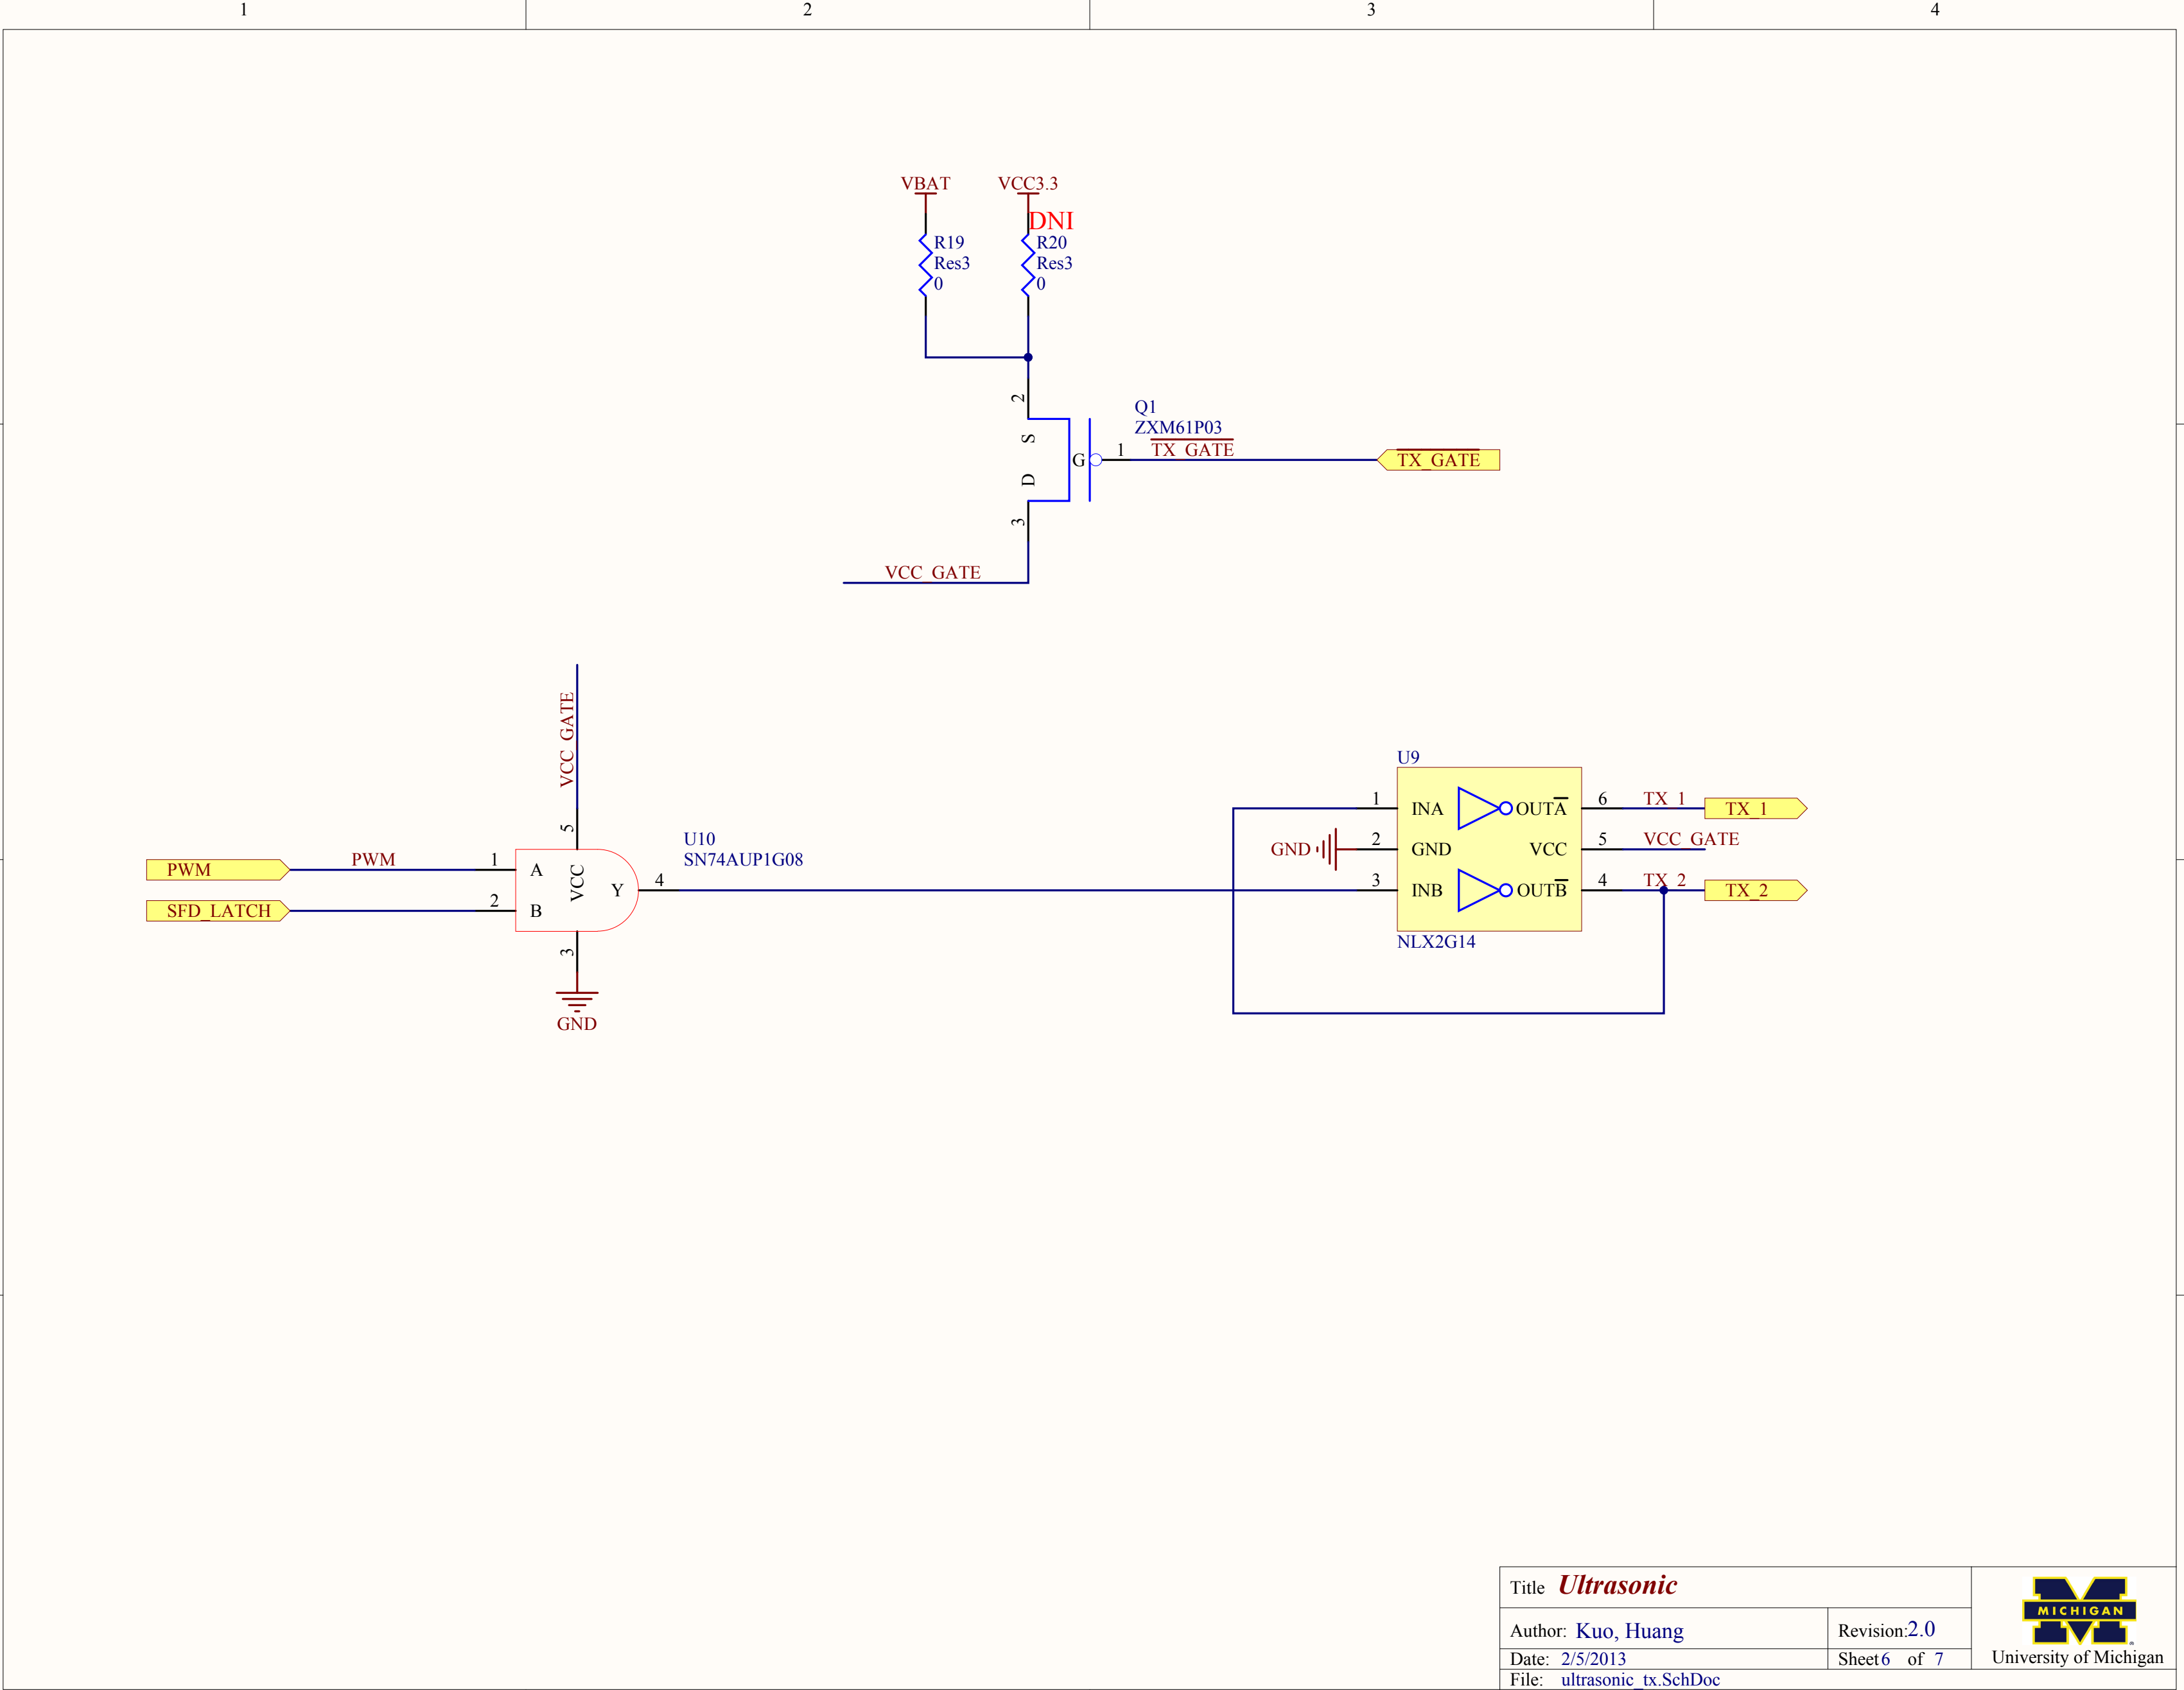 1 2 3 4
VBAT VCC3.3
DNI
R19 R20
Res3 Res3
0 0
2
S
Q1
ZXM61P03
G 1 TX_GATE TX_GATE
D
3
VCC_GATE
VCC_GATE
5
U10
SN74AUP1G08
PWM PWM 1 A VCC Y 4
SFD_LATCH 2 B
3
GND
U9
1 INA OUTA 6 TX_1 TX_1
GND 2 GND VCC 5 VCC_GATE
3 INB OUTB 4 TX_2 TX_2
NLX2G14
Title Ultrasonic
Author: Kuo, Huang Revision: 2.0
Date: 2/5/2013 Sheet 6 of 7
File: ultrasonic_tx.SchDoc
MICHIGAN
University of Michigan